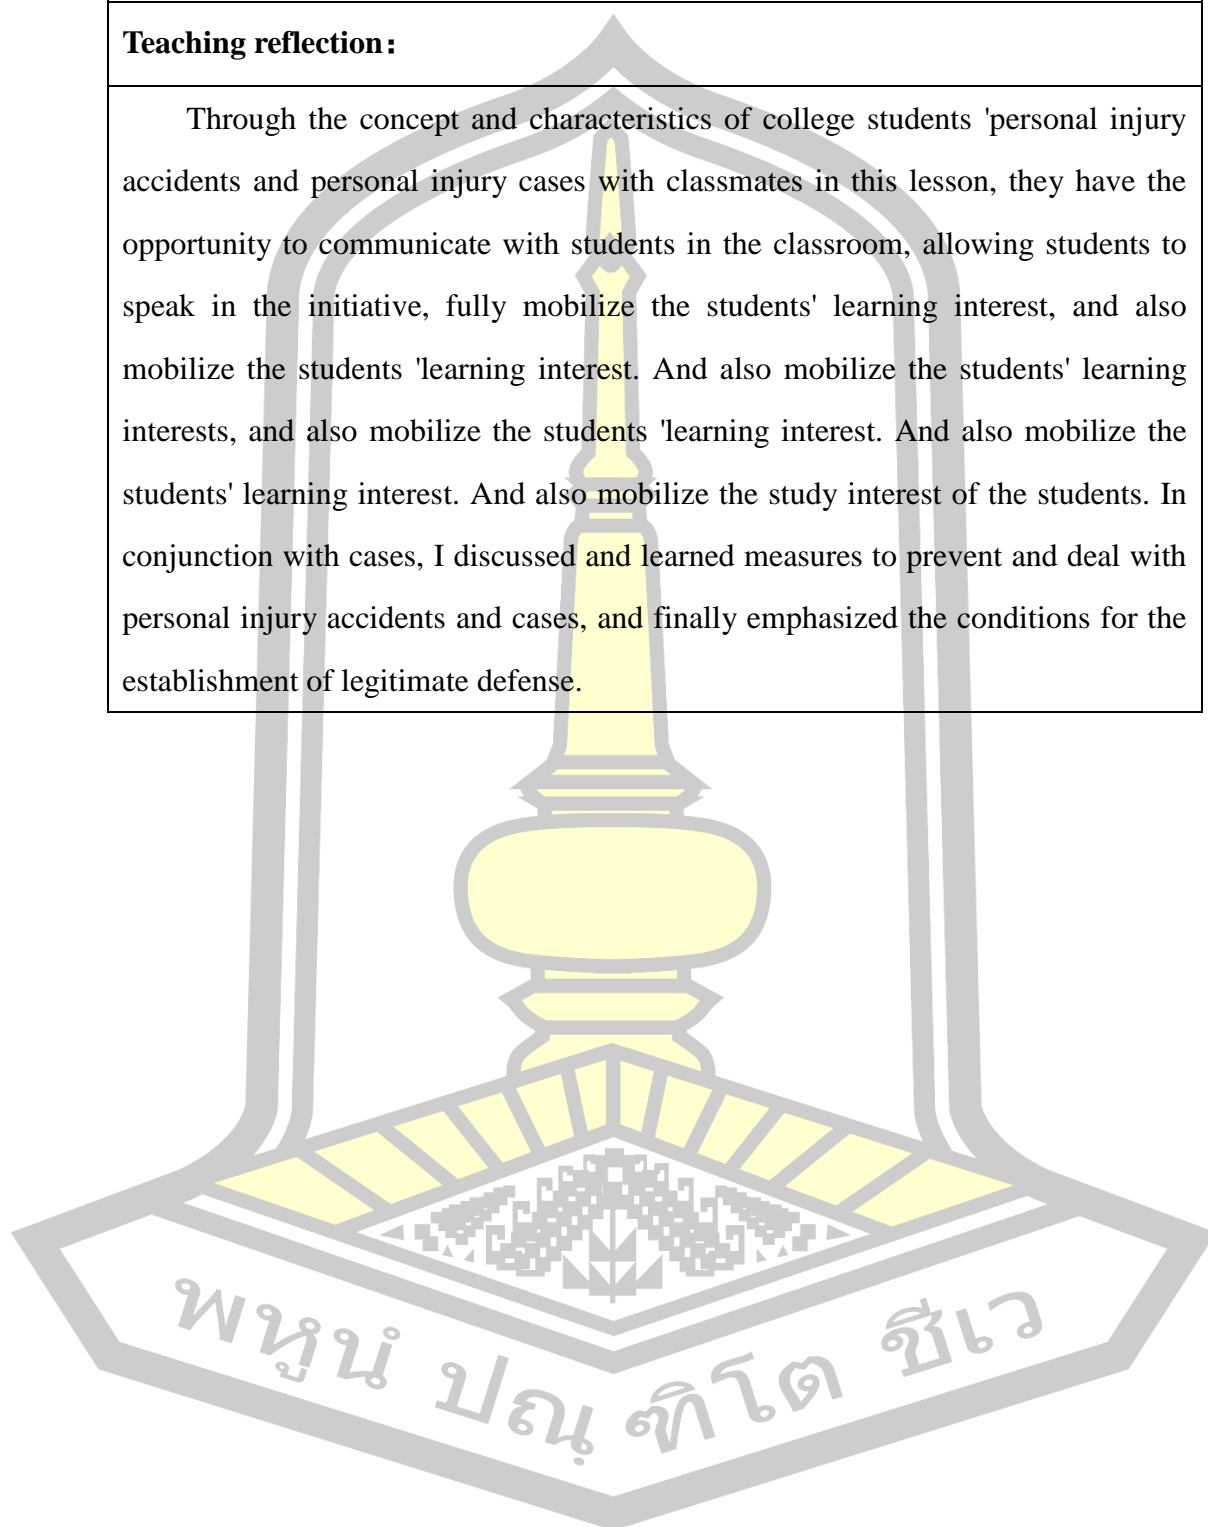 Teaching reflection：
Through the concept and characteristics of college students 'personal injury
accidents and personal injury cases with classmates in this lesson, they have the
opportunity to communicate with students in the classroom, allowing students to
speak in the initiative, fully mobilize the students' learning interest, and also
mobilize the students 'learning interest. And also mobilize the students' learning
interests, and also mobilize the students 'learning interest. And also mobilize the
students' learning interest. And also mobilize the study interest of the students. In
conjunction with cases, I discussed and learned measures to prevent and deal with
personal injury accidents and cases, and finally emphasized the conditions for the
establishment of legitimate defense.
พหูนํ ปณฺฑิโต ชีเว